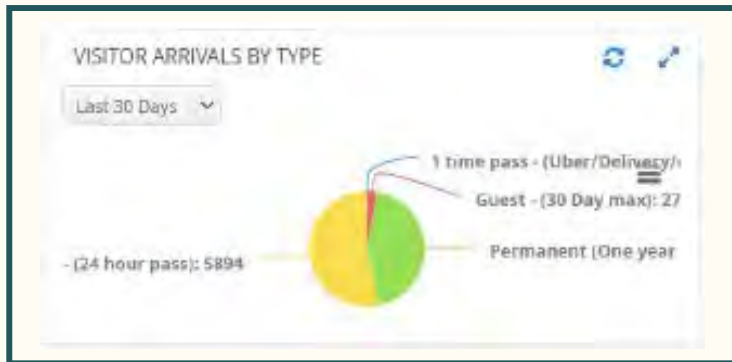 VISITOR ARRIVALS BY TYPE
Last 30 Days
1 time pass - (Uber/Delivery/
Guest - (30 Day max): 27
Permanent (One year
- (24 hour pass): 5894